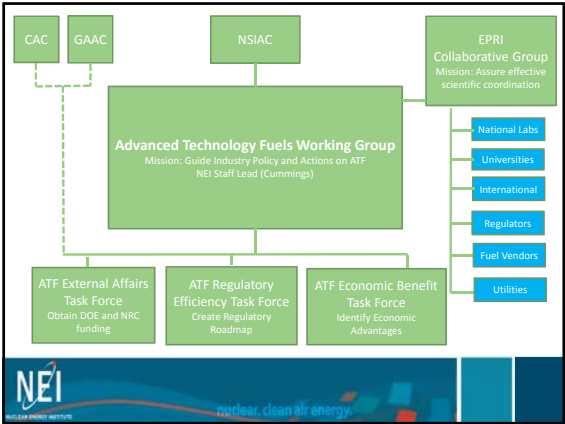 CAC
GAAC
NSIAC
EPRI
Collaborative Group
Mission: Assure effective
scientific coordination
Advanced Technology Fuels Working Group
Mission: Guide Industry Policy and Actions on ATF
NEI Staff Lead (Cummings)
National Labs
Universities
International
Regulators
Fuel Vendors
Utilities
ATF External Affairs
Task Force
Obtain DOE and NRC
funding
ATF Regulatory
Efficiency Task Force
Create Regulatory
Roadmap
ATF Economic Benefit
Task Force
Identify Economic
Advantages
NEI
NUCLEAR ENERGY INSTITUTE
nuclear. clean air energy.